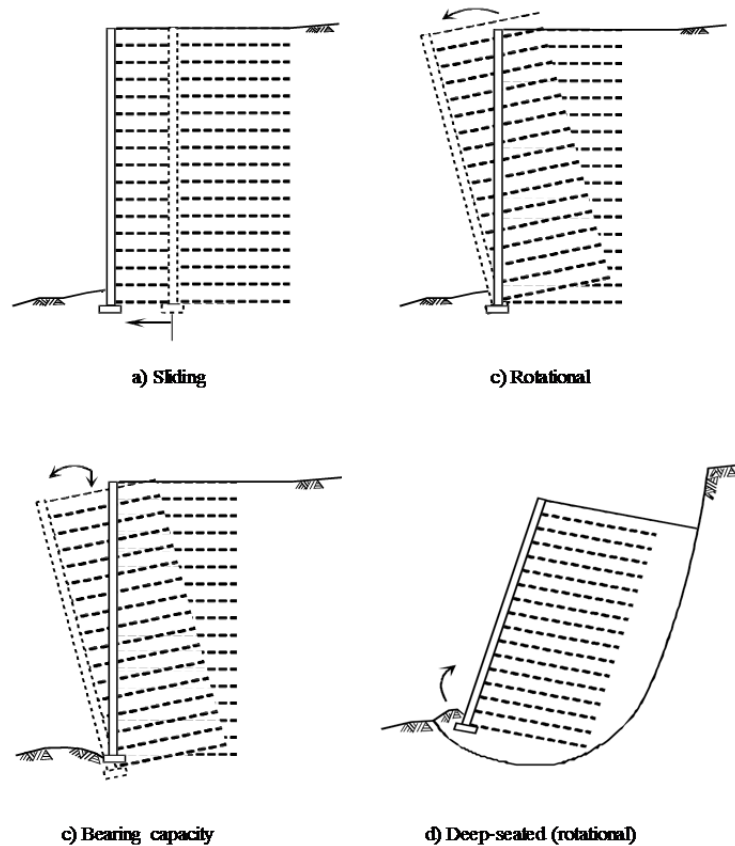 a) Sliding
c) Rotational
c) Bearing capacity
d) Deep-seated (rotational)